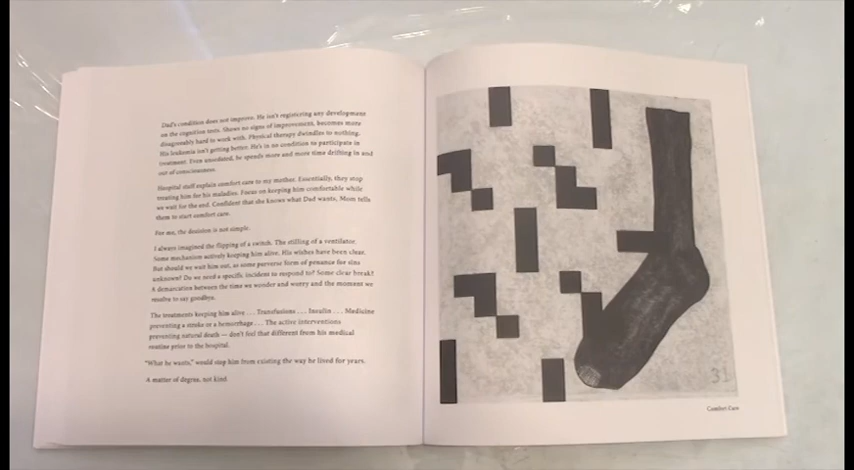 Dad's condition does not improve. He isn't registering any development
on the cognition tests. Shows no signs of improvement, becomes more
disagreeably hard to work with. Physical therapy dwindles to nothing.
His leukemia isn't getting better. He's in no condition to participate in
treatment. Even unsedated, he spends more and more time drifting in and
out of consciousness.
Hospital staff explain comfort care to my mother. Essentially, they stop
treating him for his maladies. Focus on keeping him comfortable while
we wait for the end. Confident that she knows what Dad wants, Mom tells
them to start comfort care.
For me, the decision is not simple.
I always imagined the flipping of a switch. The stilling of a ventilator.
Some mechanism actively keeping him alive. His wishes have been clear.
But should we wait him out, as some perverse form of penance for sins
unknown? Do we need a specific incident to respond to? Some clear break?
A demarcation between the time we wonder and worry and the moment we
resolve to say goodbye.
The treatments keeping him alive . . . Transfusions . . . Insulin . . . Medicine
preventing a stroke or a hemorrhage . . . The active interventions
preventing natural death — don't feel that different from his medical
routine prior to the hospital.
"What he wants," would stop him from existing the way he lived for years.
A matter of degree, not kind.
31
Comfort Care